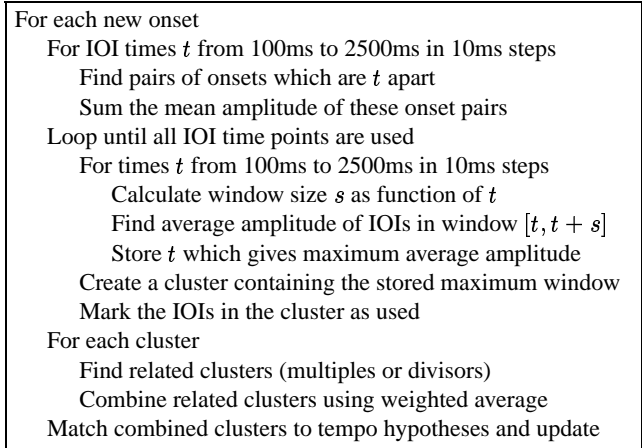 For each new onset
For IOI times t from 100ms to 2500ms in 10ms steps
Find pairs of onsets which are t apart
Sum the mean amplitude of these onset pairs
Loop until all IOI time points are used
For times t from 100ms to 2500ms in 10ms steps
Calculate window size s as function of t
Find average amplitude of IOIs in window [t, t + s]
Store t which gives maximum average amplitude
Create a cluster containing the stored maximum window
Mark the IOIs in the cluster as used
For each cluster
Find related clusters (multiples or divisors)
Combine related clusters using weighted average
Match combined clusters to tempo hypotheses and update